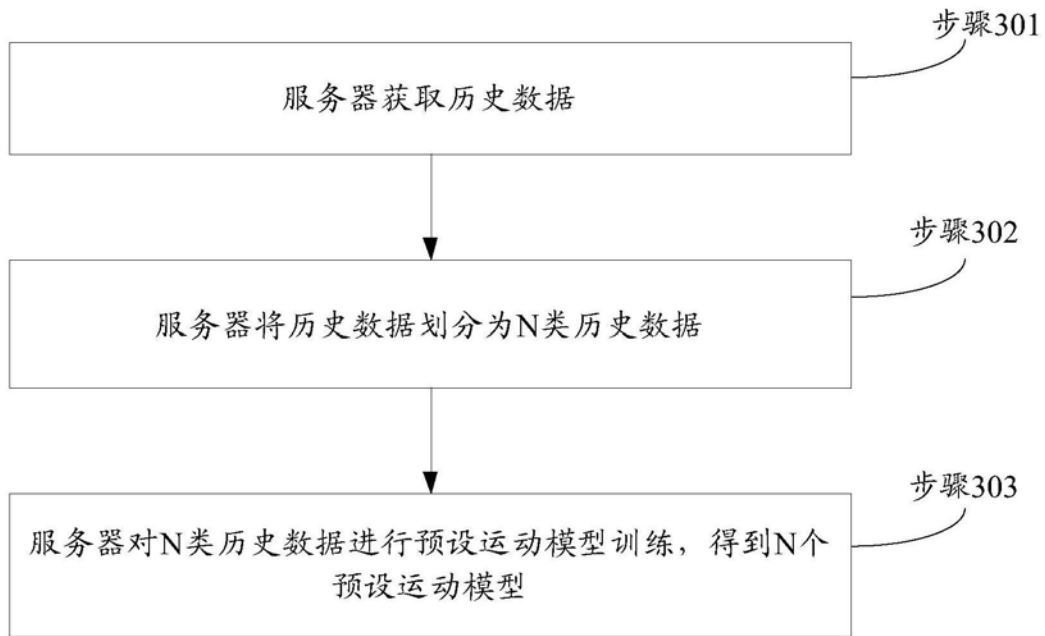 步骤301
服务器获取历史数据
步骤302
服务器将历史数据划分为N类历史数据
步骤303
服务器对N类历史数据进行预设运动模型训练，得到N个
预设运动模型